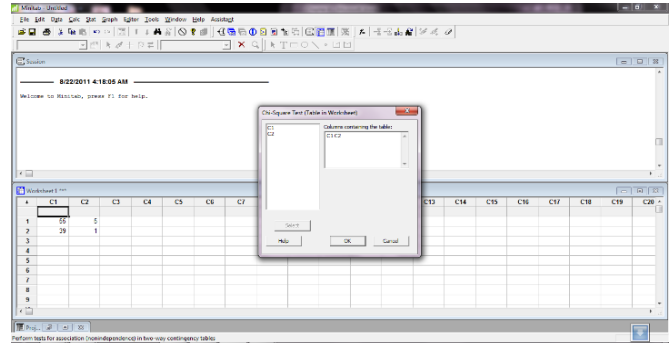 Minitab - Untitled
File Edit Data Calc Stat Graph Editor Tools Window Help Assistant
Session
8/22/2011 4:18:05 AM
Welcome to Minitab, press F1 for help.
Chi-Square Test (Table in Worksheet)
C1
C2
Columns containing the table:
C1 C2
Select
Help OK Cancel
Worksheet 1 ***
C1 C2 C3 C4 C5 C6 C7 C13 C14 C15 C16 C17 C18 C19 C20
1 5
2 39 1
3
4
5
6
7
8
9
Proj...
Perform tests for association (nonindependence) in two-way contingency tables